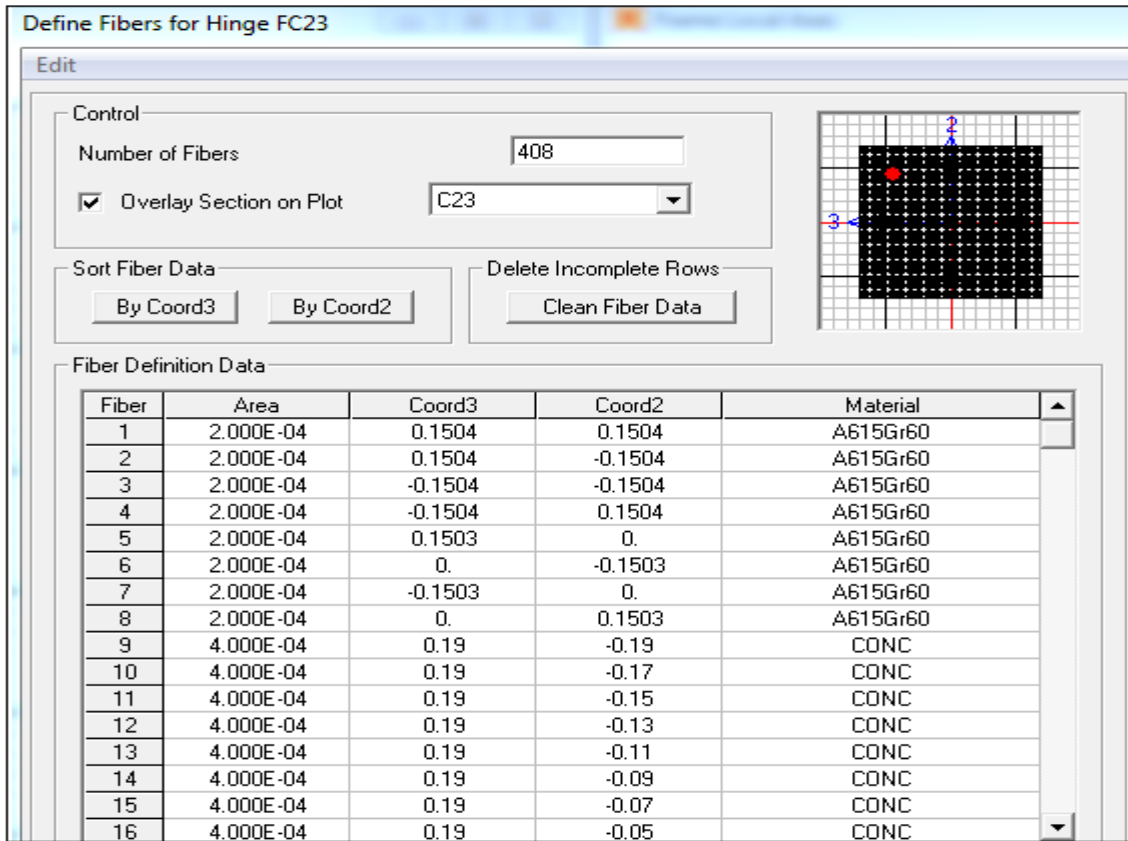 Define Fibers for Hinge FC23
Edit
Control
Number of Fibers 408
Overlay Section on Plot C23
2
3
Sort Fiber Data
By Coord3 By Coord2
Delete Incomplete Rows
Clean Fiber Data
Fiber Definition Data
Fiber Area Coord3 Coord2 Material
1 2.000E-04 0.1504 0.1504 A615Gr60
2 2.000E-04 0.1504 -0.1504 A615Gr60
3 2.000E-04 -0.1504 -0.1504 A615Gr60
4 2.000E-04 -0.1504 0.1504 A615Gr60
5 2.000E-04 0.1503 0. A615Gr60
6 2.000E-04 0. -0.1503 A615Gr60
7 2.000E-04 -0.1503 0. A615Gr60
8 2.000E-04 0. 0.1503 A615Gr60
9 4.000E-04 0.19 -0.19 CONC
10 4.000E-04 0.19 -0.17 CONC
11 4.000E-04 0.19 -0.15 CONC
12 4.000E-04 0.19 -0.13 CONC
13 4.000E-04 0.19 -0.11 CONC
14 4.000E-04 0.19 -0.09 CONC
15 4.000E-04 0.19 -0.07 CONC
16 4.000E-04 0.19 -0.05 CONC